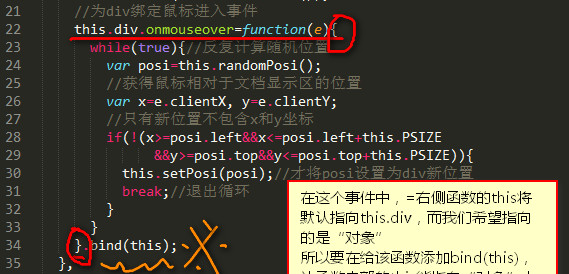 21 //为div绑定鼠标进入事件
22 this.div.onmouseover=function(e){
23 while(true){//反复计算随机位置
24 var posi=this.randomPosi();
25 //获得鼠标相对于文档显示区的位置
26 var x=e.clientX, y=e.clientY;
27 //只有新位置不包含x和y坐标
28 if(!(x>=posi.left&&x<=posi.left+this.PSIZE
29 &&y>=posi.top&&y<=posi.top+this.PSIZE)){
30 this.setPosi(posi);//才将posi设置为div新位置
31 break;//退出循环
32 }
33 }
34 }.bind(this);
35 },
在这个事件中，=右侧函数的this将
默认指向this.div，而我们希望指向
的是“对象”
所以要在给该函数添加bind(this)，